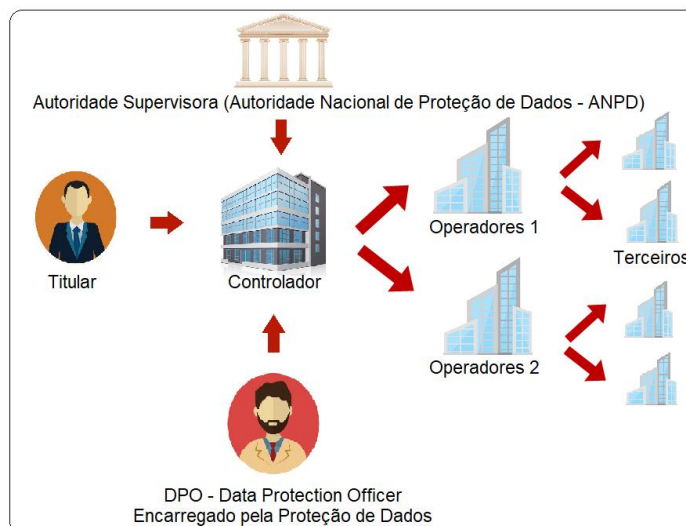 Autoridade Supervisora (Autoridade Nacional de Proteção de Dados - ANPD)
Titular
Controlador
Operadores 1
Terceiros
Operadores 2
DPO - Data Protection Officer
Encarregado pela Proteção de Dados